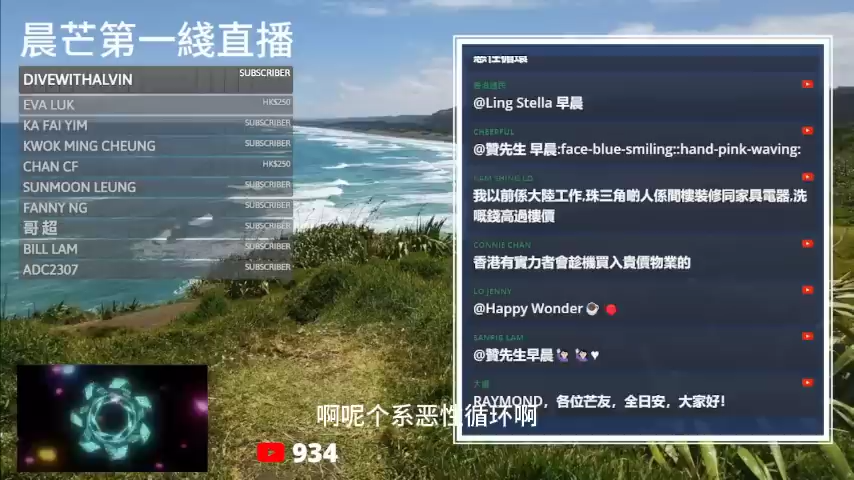 晨芒第一綫直播
DIVEWITHALVIN SUBSCRIBER
EVA LUK HK$250
KA FAI YIM SUBSCRIBER
KWOK MING CHEUNG SUBSCRIBER
CHAN CF HK$250
SUNMOON LEUNG SUBSCRIBER
FANNY NG SUBSCRIBER
哥 超 SUBSCRIBER
BILL LAM SUBSCRIBER
ADC2307 SUBSCRIBER
惡性循環
@Ling Stella 早晨
CHEERFUL
@贊先生 早晨:face-blue-smiling::hand-pink-waving:
我以前係大陸工作,珠三角啲人係間樓裝修同家具電器,洗
嘅錢高過樓價
CONNIE CHAN
香港有實力者會趁機買入貴價物業的
LO JENNY
@Happy Wonder☕🔴
@贊先生早晨🙋🏻‍♀️🙋🏻‍♀️♥
RAYMOND，各位芒友，全日安，大家好！
啊呢个系恶性循环啊
934